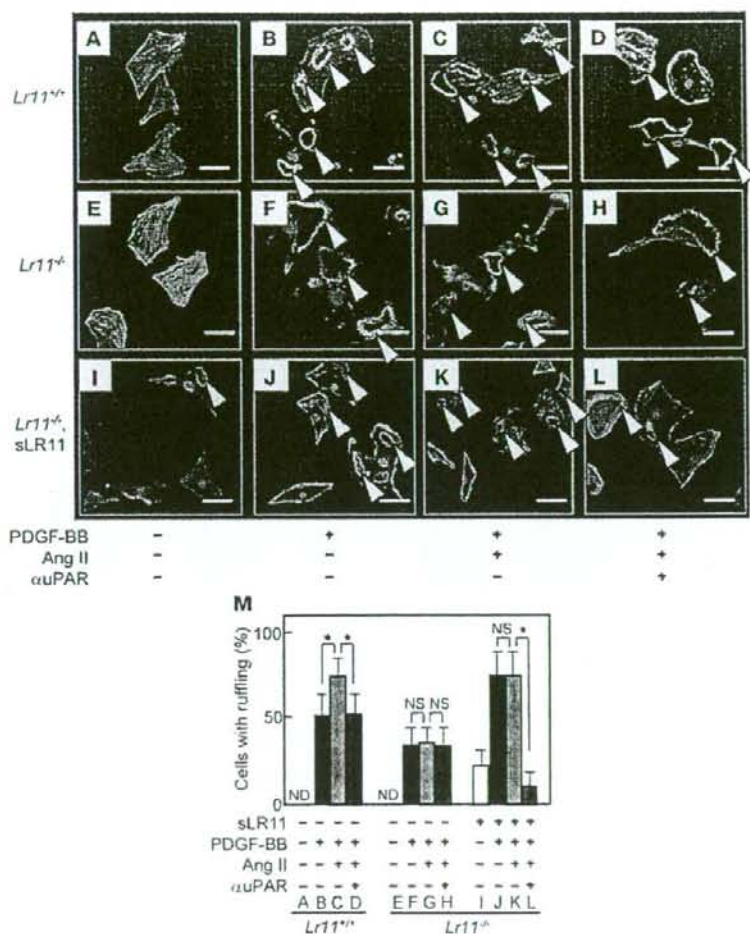 A B C D
Lr11+/+
E F G H
Lr11-/-
I J K L
Lr11-/-,
sLR11
PDGF-BB - + + +
Ang II - - + +
αuPAR - - - +
M
Cells with ruffling (%)
100
50
0
ND * * ND NS NS NS *
sLR11 - - - - - - - - + + + +
PDGF-BB - + + + - + + + - + + +
Ang II - - + + - - + + - - + +
αuPAR - - - + - - - + - - - +
A B C D E F G H I J K L
Lr11+/+ Lr11-/-